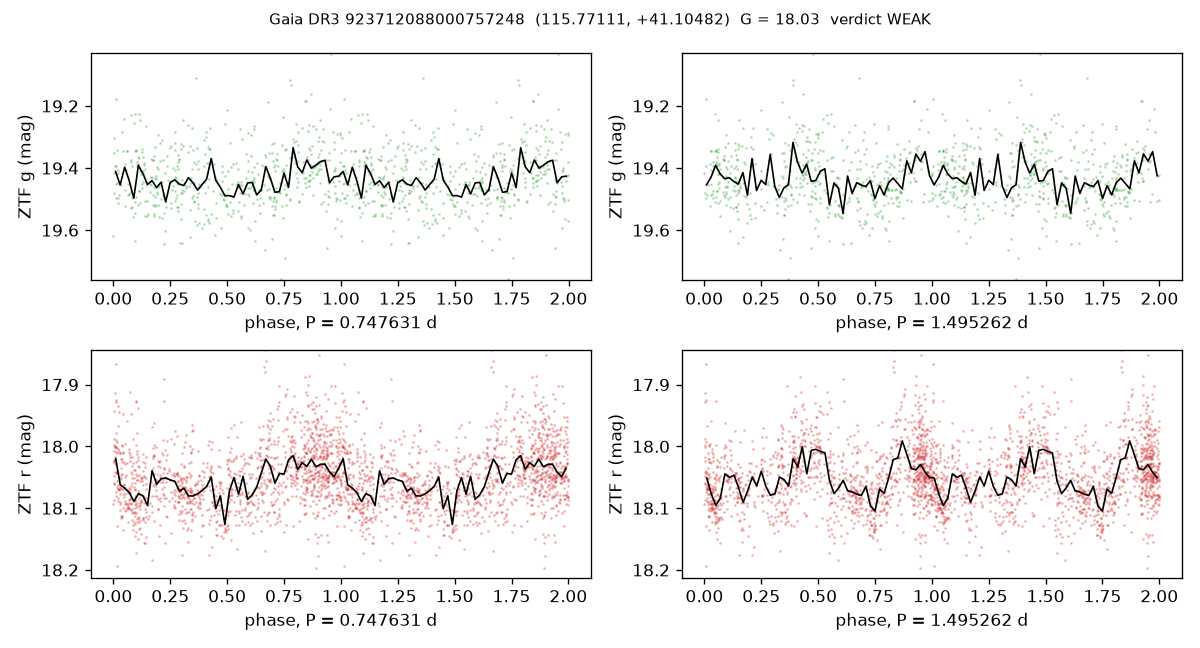 Gaia DR3 923712088000757248  (115.77111, +41.10482)  G = 18.03  verdict WEAK
ZTF g (mag)
19.2
19.4
19.6
0.00 0.25 0.50 0.75 1.00 1.25 1.50 1.75 2.00
phase, P = 0.747631 d
ZTF g (mag)
19.2
19.4
19.6
0.00 0.25 0.50 0.75 1.00 1.25 1.50 1.75 2.00
phase, P = 1.495262 d
ZTF r (mag)
17.9
18.0
18.1
18.2
0.00 0.25 0.50 0.75 1.00 1.25 1.50 1.75 2.00
phase, P = 0.747631 d
ZTF r (mag)
17.9
18.0
18.1
18.2
0.00 0.25 0.50 0.75 1.00 1.25 1.50 1.75 2.00
phase, P = 1.495262 d